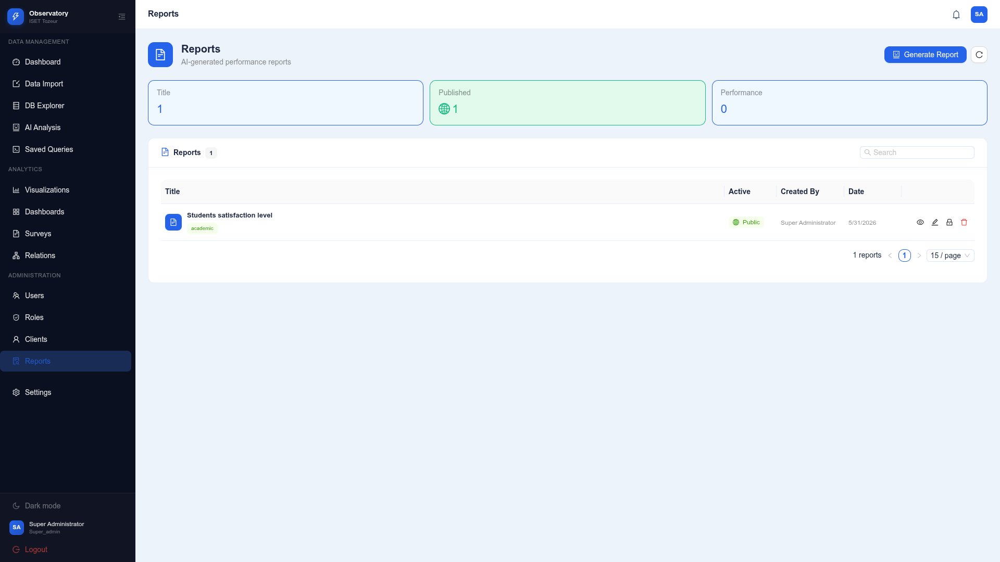 Observatory
ISET Tozeur
DATA MANAGEMENT
Dashboard
Data Import
DB Explorer
AI Analysis
Saved Queries
ANALYTICS
Visualizations
Dashboards
Surveys
Relations
ADMINISTRATION
Users
Roles
Clients
Reports
Settings
Dark mode
SA
Super Administrator
Super_admin
Logout
Reports
SA
Reports
AI-generated performance reports
Generate Report
Title
1
Published
1
Performance
0
Reports 1
Search
Title Active Created By Date
Students satisfaction level
academic
Public Super Administrator 5/31/2026
1 reports < 1 > 15 / page